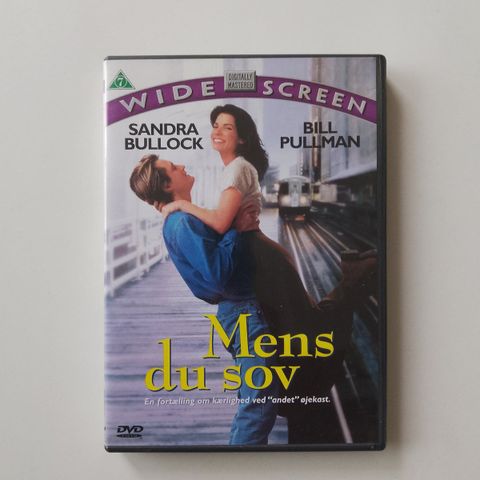 7
DIGITALLY
MASTERED
WIDE SCREEN
SANDRA
BULLOCK
BILL
PULLMAN
Mens
du sov
En fortælling om kærlighed ved "andet" øjekast.
DVD